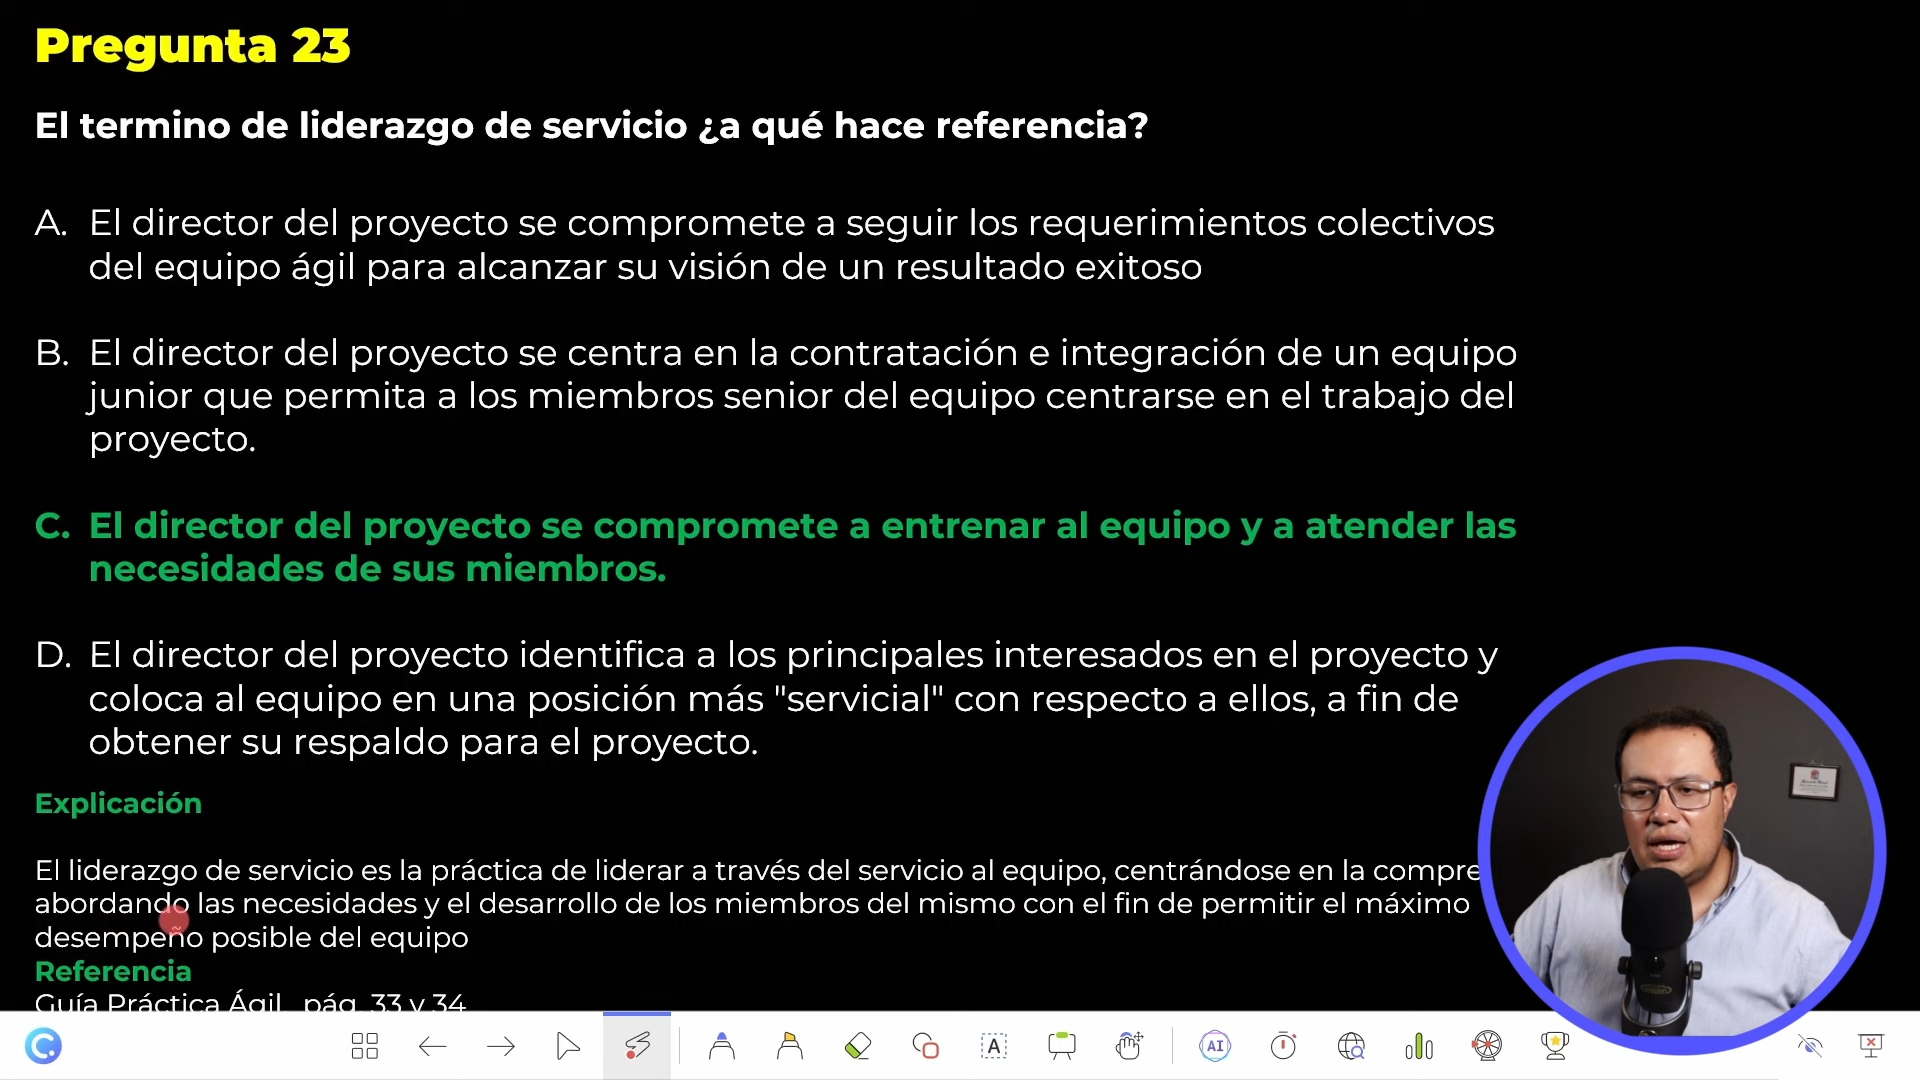 Pregunta 23
El termino de liderazgo de servicio ¿a qué hace referencia?
A. El director del proyecto se compromete a seguir los requerimientos colectivos
del equipo ágil para alcanzar su visión de un resultado exitoso
B. El director del proyecto se centra en la contratación e integración de un equipo
junior que permita a los miembros senior del equipo centrarse en el trabajo del
proyecto.
C. El director del proyecto se compromete a entrenar al equipo y a atender las
necesidades de sus miembros.
D. El director del proyecto identifica a los principales interesados en el proyecto y
coloca al equipo en una posición más "servicial" con respecto a ellos, a fin de
obtener su respaldo para el proyecto.
Explicación
El liderazgo de servicio es la práctica de liderar a través del servicio al equipo, centrándose en la compre
abordando las necesidades y el desarrollo de los miembros del mismo con el fin de permitir el máximo
desempeño posible del equipo
Referencia
Guía Práctica Ágil, pág. 33 y 34
A
AI